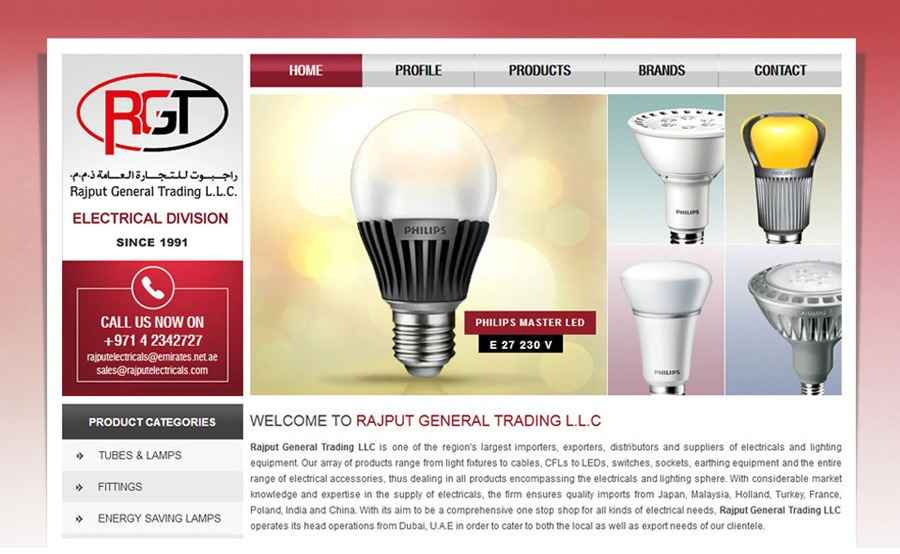 RGT
راجبوت للتجارة العامة ذ.م.م.
Rajput General Trading L.L.C.
ELECTRICAL DIVISION
SINCE 1991
CALL US NOW ON
+971 4 2342727
rajputelectricals@emirates.net.ae
sales@rajputelectricals.com
PRODUCT CATEGORIES
TUBES & LAMPS
FITTINGS
ENERGY SAVING LAMPS
HOME
PROFILE
PRODUCTS
BRANDS
CONTACT
PHILIPS
PHILIPS MASTER LED
E 27 230 V
PHILIPS
PHILIPS
PHILIPS
PHILIPS
WELCOME TO RAJPUT GENERAL TRADING L.L.C
Rajput General Trading LLC is one of the region's largest importers, exporters, distributors and suppliers of electricals and lighting
equipment. Our array of products range from light fixtures to cables, CFLs to LEDs, switches, sockets, earthing equipment and the entire
range of electrical accessories, thus dealing in all products encompassing the electricals and lighting sphere. With considerable market
knowledge and expertise in the supply of electricals, the firm ensures quality imports from Japan, Malaysia, Holland, Turkey, France,
Poland, India and China. With its aim to be a comprehensive one stop shop for all kinds of electrical needs, Rajput General Trading LLC
operates its head operations from Dubai, U.A.E in order to cater to both the local as well as export needs of our clientele.